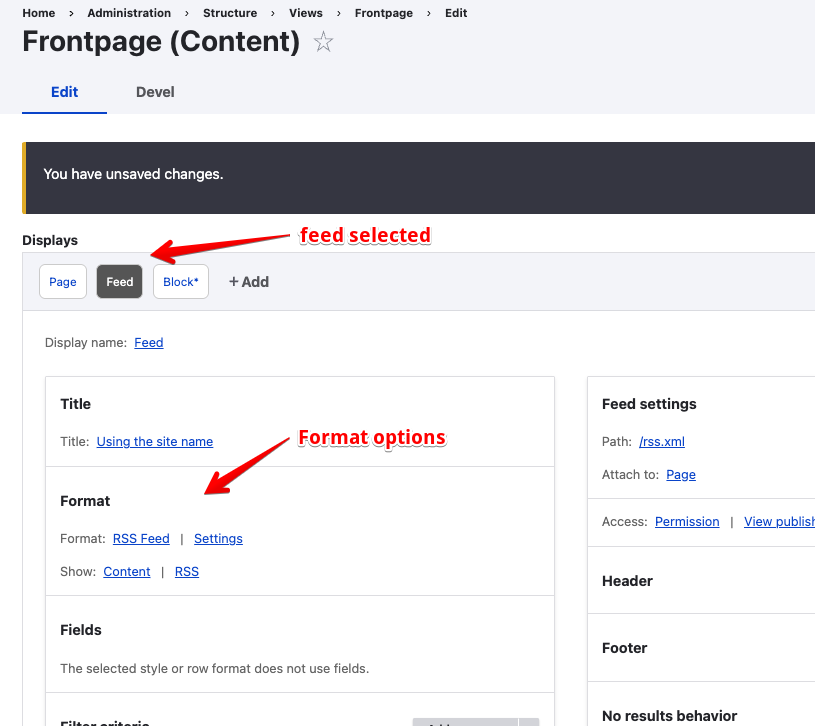 Home › Administration › Structure › Views › Frontpage › Edit
Frontpage (Content) ☆
Edit Devel
You have unsaved changes.
feed selected
Displays
Page Feed Block* + Add
Display name: Feed
Title
Title: Using the site name
Format options
Format
Format: RSS Feed | Settings
Show: Content | RSS
Fields
The selected style or row format does not use fields.
Filter criteria
Feed settings
Path: /rss.xml
Attach to: Page
Access: Permission | View publish
Header
Footer
No results behavior